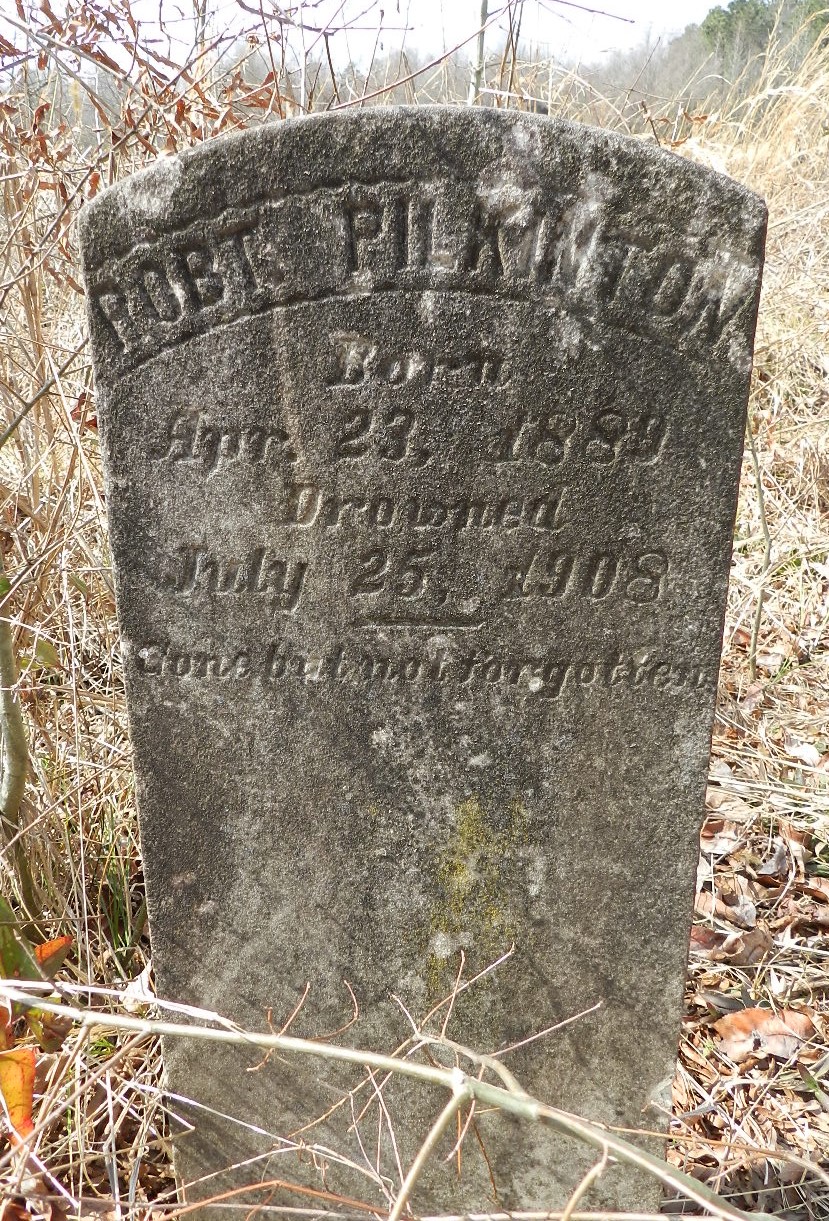 ROBT. PILKINTON
Born
Apr. 23, 1889
Drowned
July 25, 1908
Gone but not forgotten